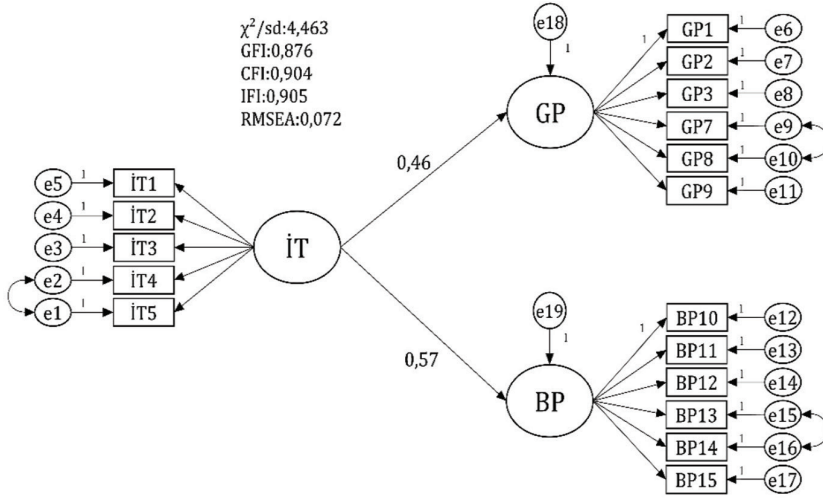 χ²/sd:4,463
GFI:0,876
CFI:0,904
IFI:0,905
RMSEA:0,072
e5 1 İT1
e4 1 İT2
e3 1 İT3
e2 1 İT4
e1 1 İT5
İT
0,46
0,57
e18
1
GP
1 GP1 1 e6
GP2 1 e7
GP3 1 e8
GP7 1 e9
GP8 1 e10
GP9 1 e11
e19
1
BP
1 BP10 1 e12
BP11 1 e13
BP12 1 e14
BP13 1 e15
BP14 1 e16
BP15 1 e17